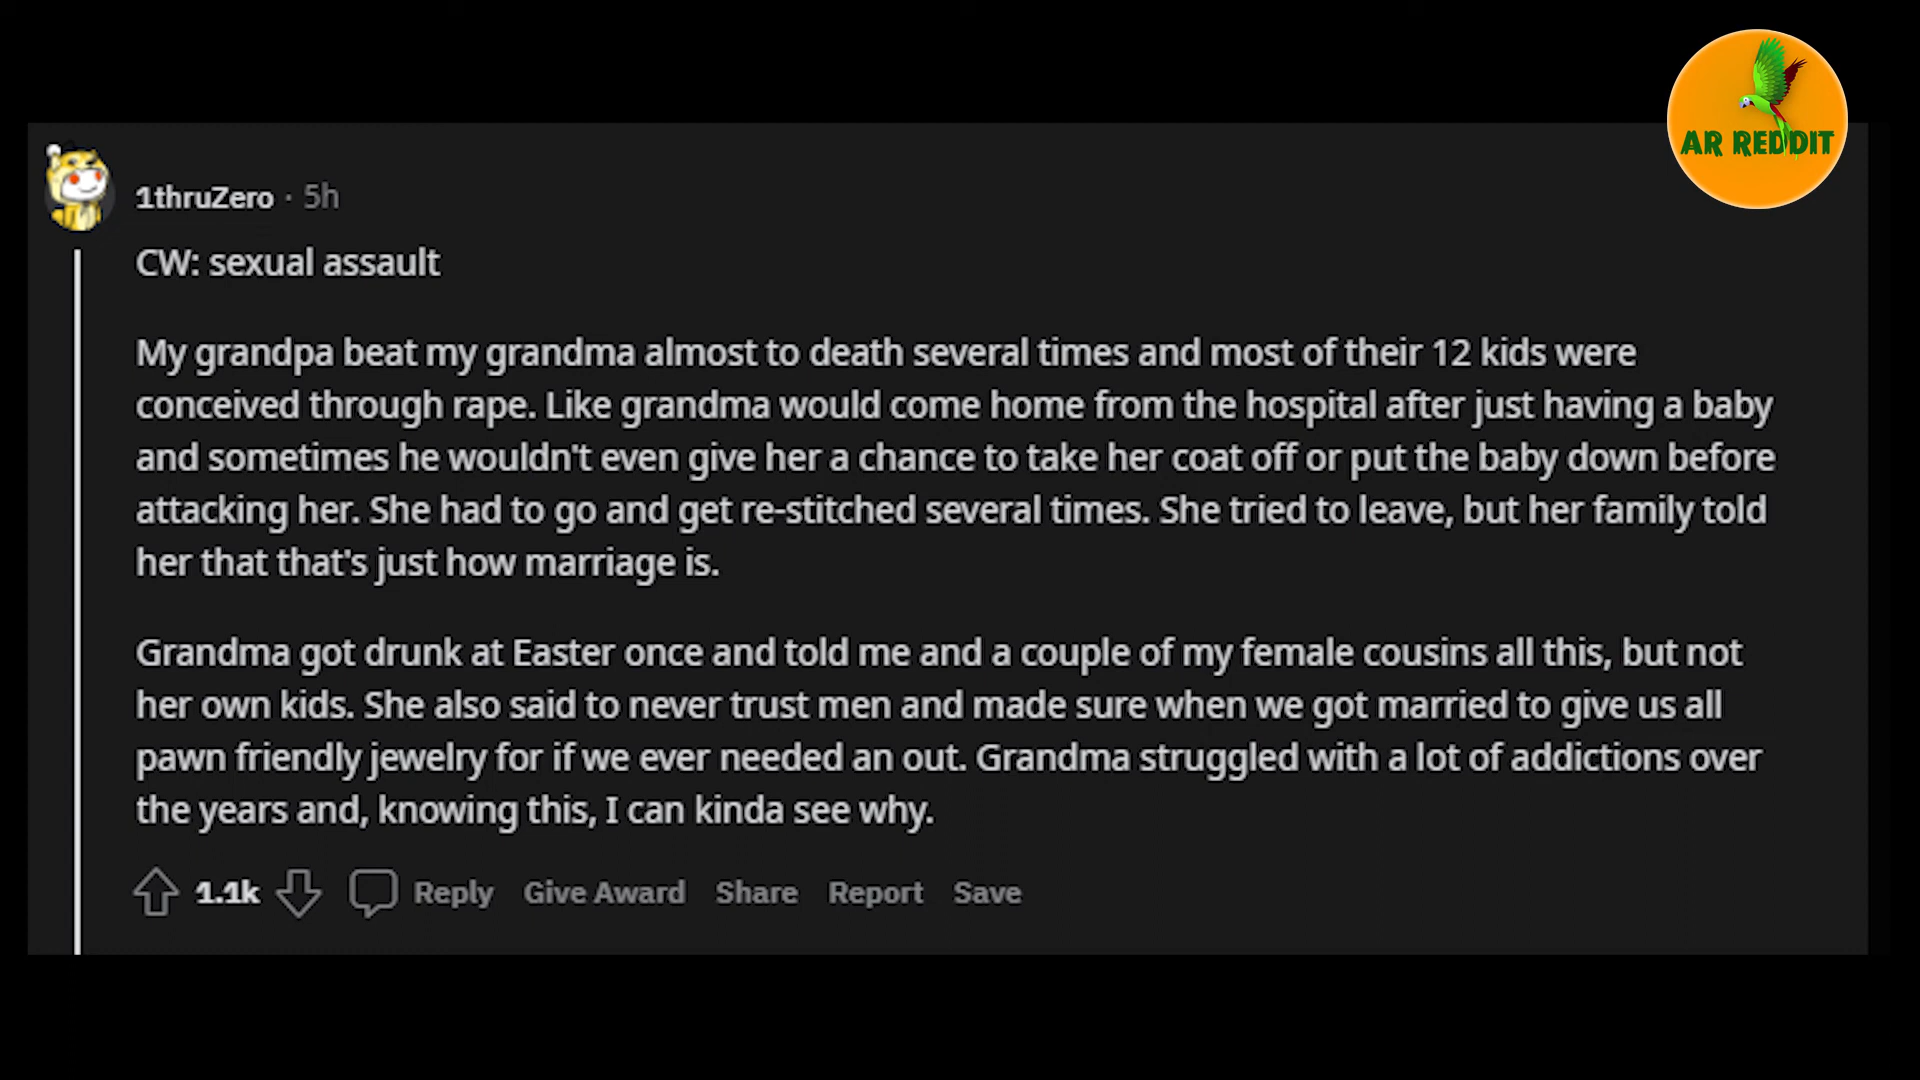 AR REDDIT
1thruZero · 5h
CW: sexual assault
My grandpa beat my grandma almost to death several times and most of their 12 kids were
conceived through rape. Like grandma would come home from the hospital after just having a baby
and sometimes he wouldn't even give her a chance to take her coat off or put the baby down before
attacking her. She had to go and get re-stitched several times. She tried to leave, but her family told
her that that's just how marriage is.
Grandma got drunk at Easter once and told me and a couple of my female cousins all this, but not
her own kids. She also said to never trust men and made sure when we got married to give us all
pawn friendly jewelry for if we ever needed an out. Grandma struggled with a lot of addictions over
the years and, knowing this, I can kinda see why.
1.1k Reply Give Award Share Report Save